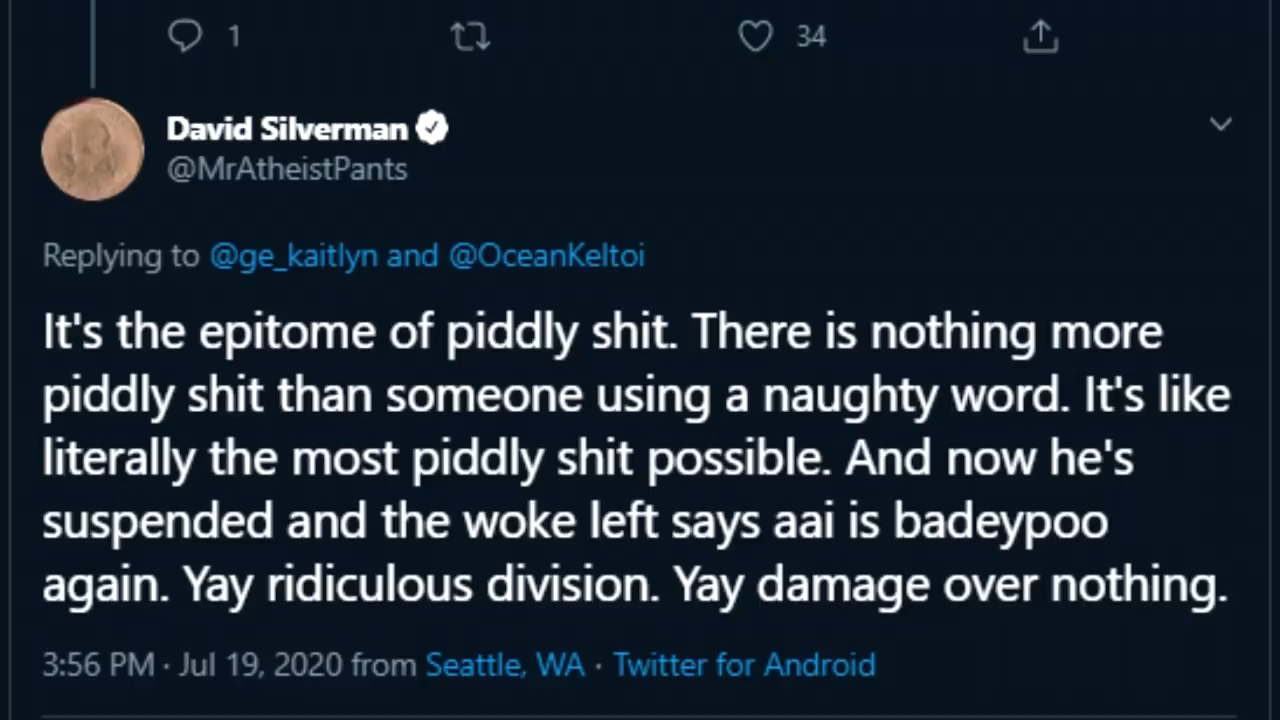 1 34
David Silverman
@MrAtheistPants
Replying to @ge_kaitlyn and @OceanKeltoi
It's the epitome of piddly shit. There is nothing more
piddly shit than someone using a naughty word. It's like
literally the most piddly shit possible. And now he's
suspended and the woke left says aai is badeypoo
again. Yay ridiculous division. Yay damage over nothing.
3:56 PM · Jul 19, 2020 from Seattle, WA · Twitter for Android